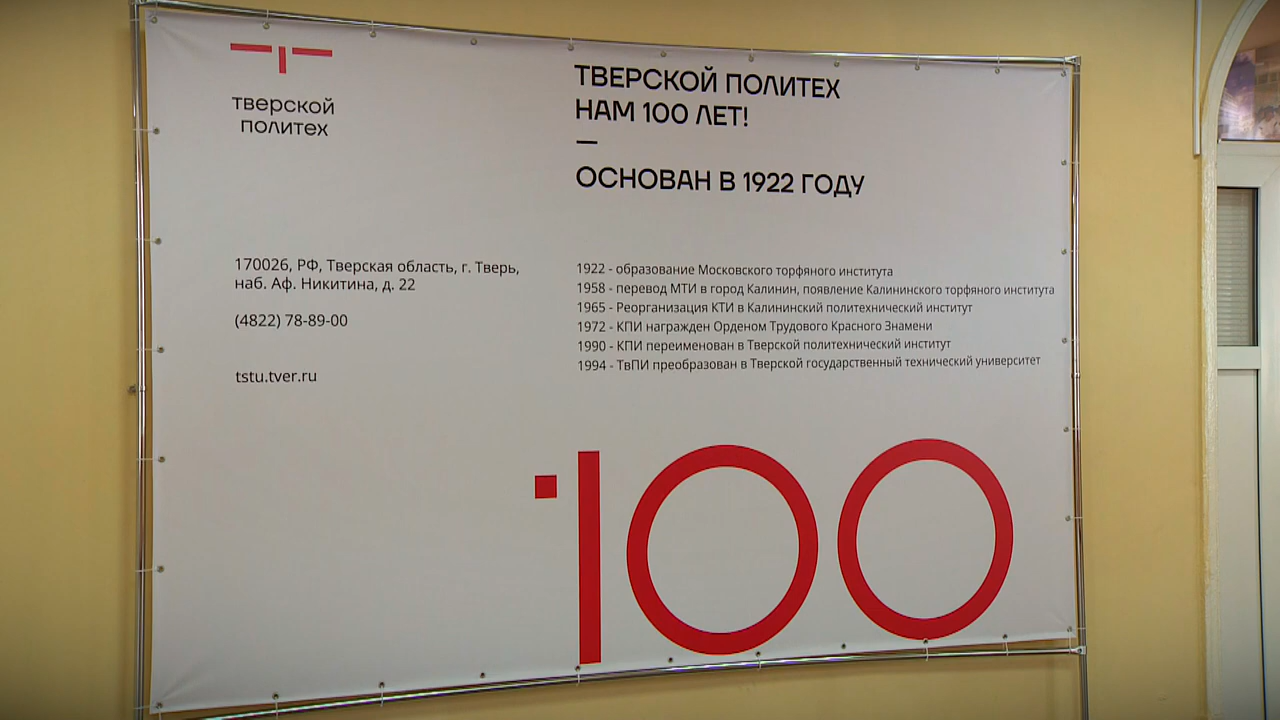 тверской
политех
ТВЕРСКОЙ ПОЛИТЕХ
НАМ 100 ЛЕТ!
—
ОСНОВАН В 1922 ГОДУ
170026, РФ, Тверская область, г. Тверь,
наб. Аф. Никитина, д. 22
(4822) 78-89-00
tstu.tver.ru
1922 - образование Московского торфяного института
1958 - перевод МТИ в город Калинин, появление Калининского торфяного института
1965 - Реорганизация КТИ в Калининский политехнический институт
1972 - КПИ награжден Орденом Трудового Красного Знамени
1990 - КПИ переименован в Тверской политехнический институт
1994 - ТвПИ преобразован в Тверской государственный технический университет
100